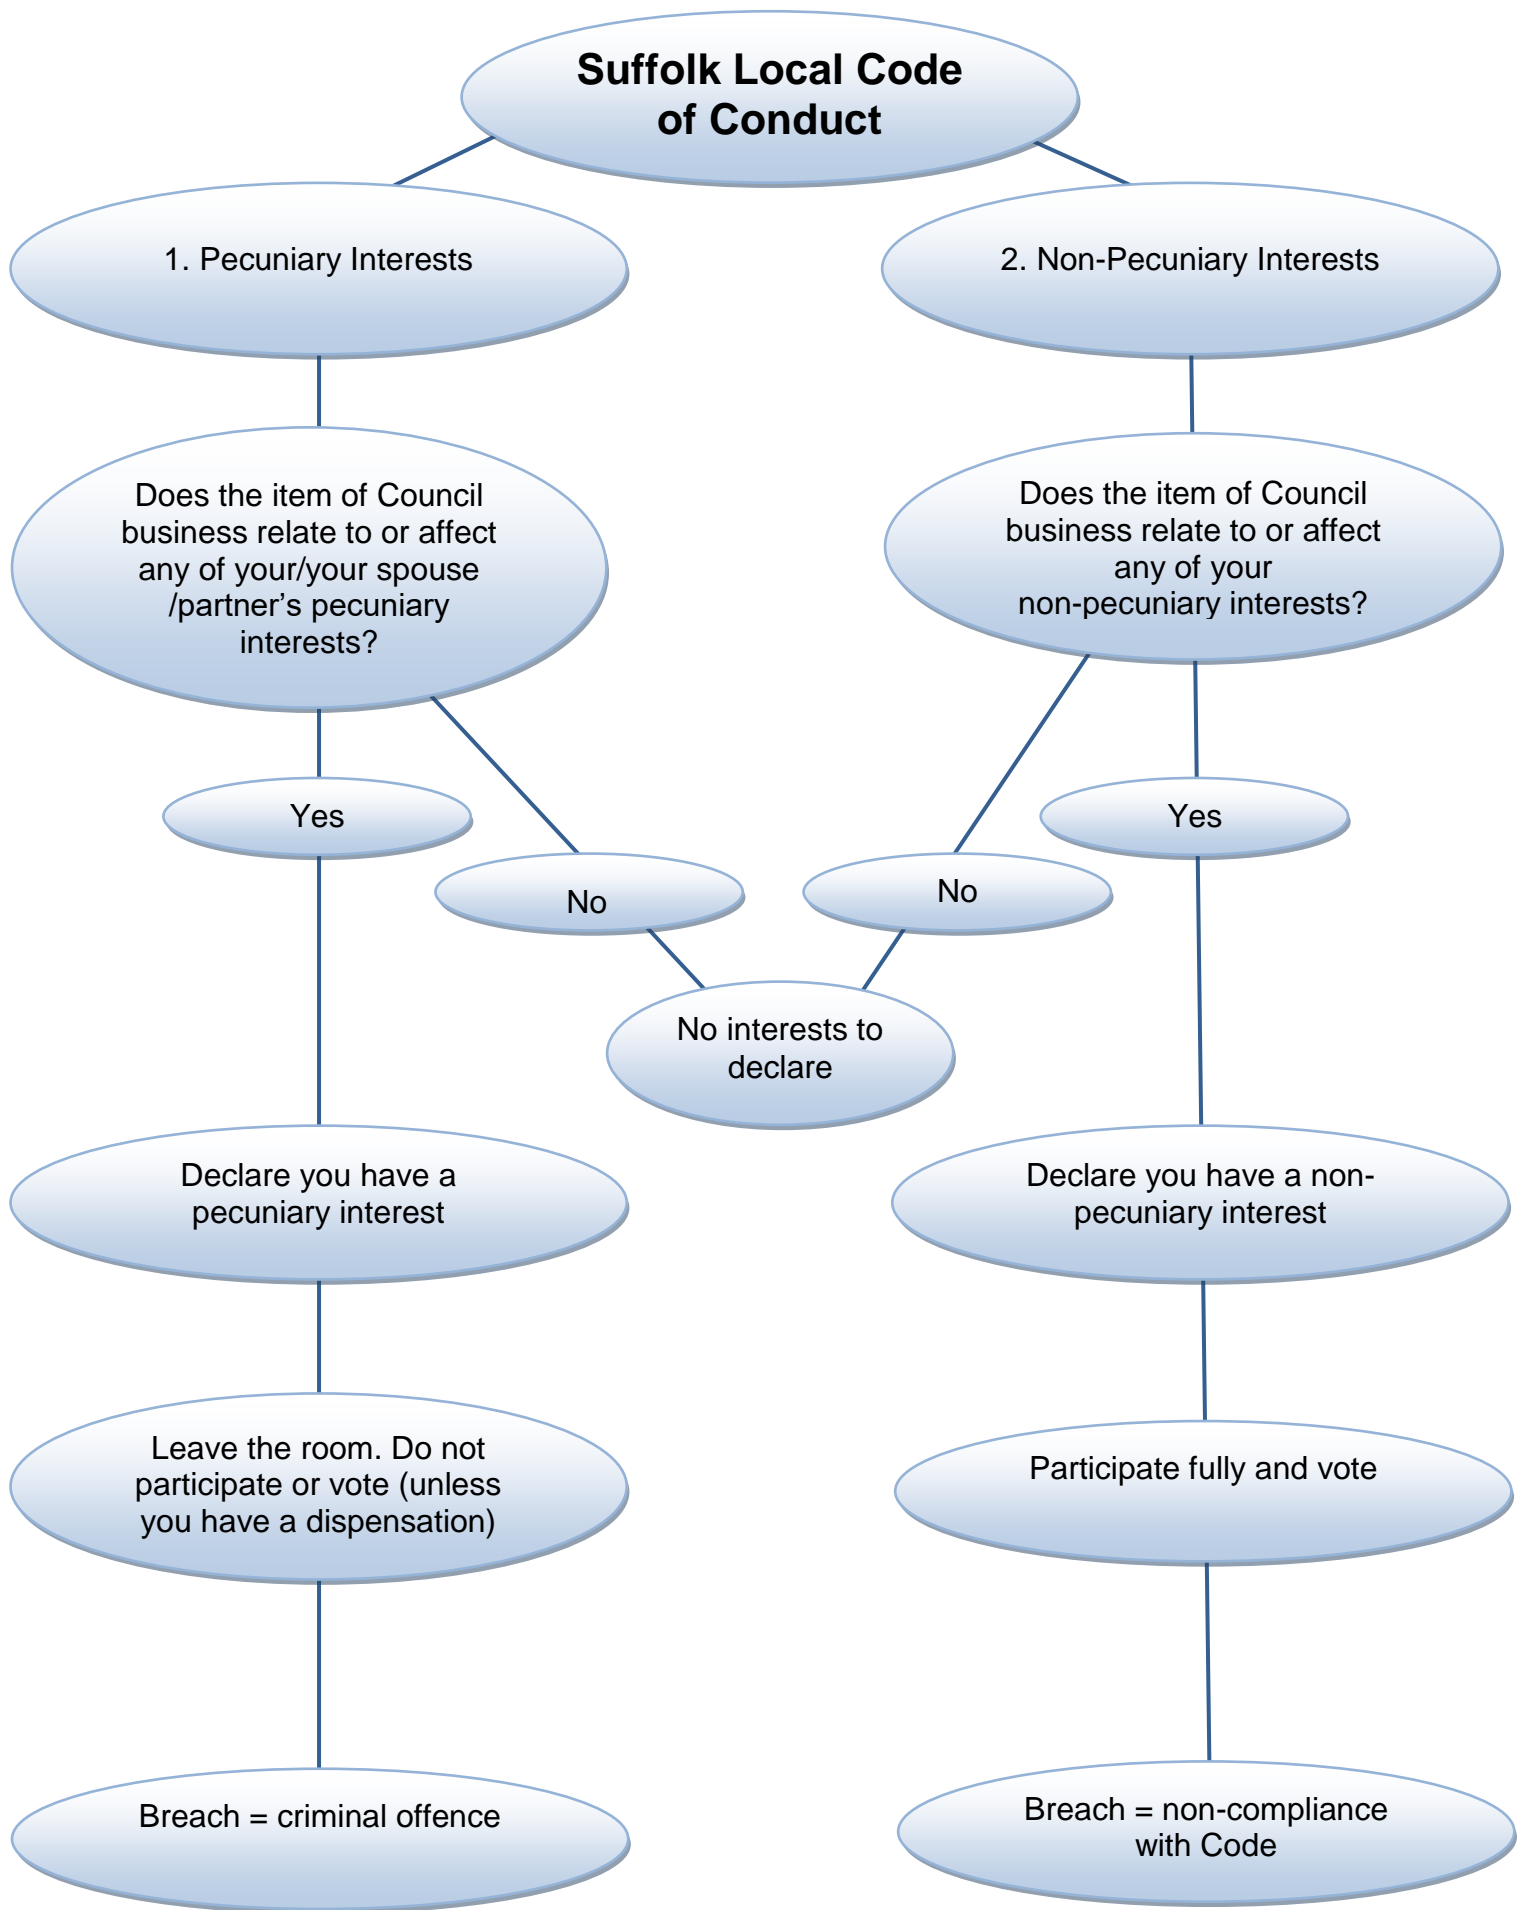 Suffolk Local Code
of Conduct
1. Pecuniary Interests
2. Non-Pecuniary Interests
Does the item of Council
business relate to or affect
any of your/your spouse
/partner’s pecuniary
interests?
Does the item of Council
business relate to or affect
any of your
non-pecuniary interests?
Yes
No
No
Yes
No interests to
declare
Declare you have a
pecuniary interest
Declare you have a non-
pecuniary interest
Leave the room. Do not
participate or vote (unless
you have a dispensation)
Participate fully and vote
Breach = criminal offence
Breach = non-compliance
with Code